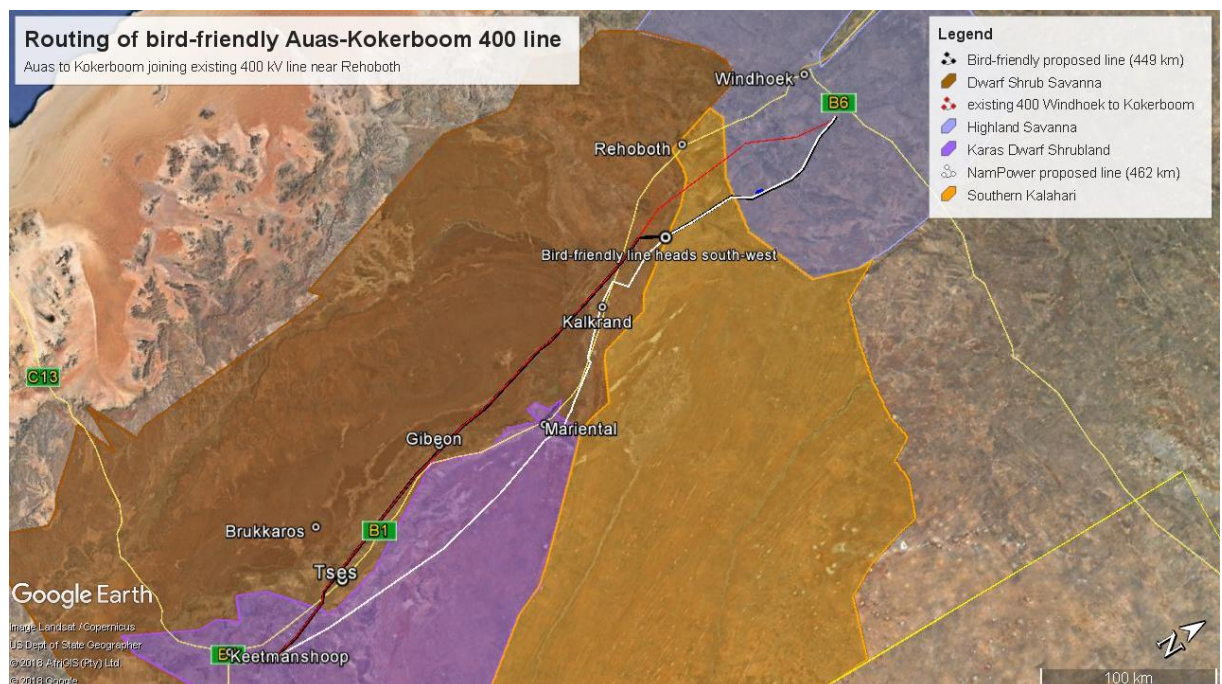 Routing of bird-friendly Auas-Kokerboom 400 line
Auas to Kokerboom joining existing 400 kV line near Rehoboth
Legend
Bird-friendly proposed line (449 km)
Dwarf Shrub Savanna
existing 400 Windhoek to Kokerboom
Highland Savanna
Karas Dwarf Shrubland
NamPower proposed line (462 km)
Southern Kalahari
Windhoek
B6
Rehoboth
Bird-friendly line heads south-west
Kalkrand
C13
Mariental
Gibeon
Brukkaros
B1
Tses
Keetmanshoop
Google Earth
Image Landsat / Copernicus
US Dept of State Geographer
© 2018 AfriGIS (Pty) Ltd.
© 2018 Google
N
100 km